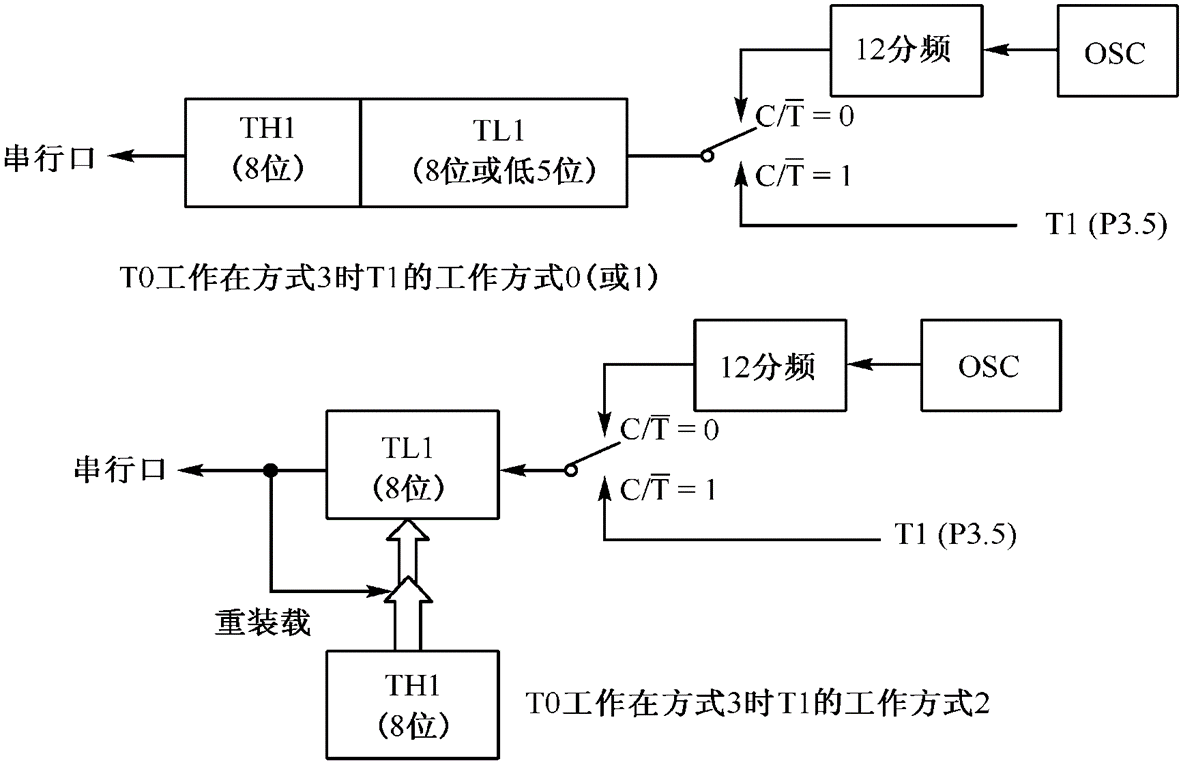 12分频
OSC
C/T̅ = 0
TH1
(8位)
TL1
(8位或低5位)
串行口
C/T̅ = 1
T1 (P3.5)
T0工作在方式3时T1的工作方式0(或1)
12分频
OSC
C/T̅ = 0
TL1
(8位)
串行口
C/T̅ = 1
T1 (P3.5)
重装载
TH1
(8位)
T0工作在方式3时T1的工作方式2